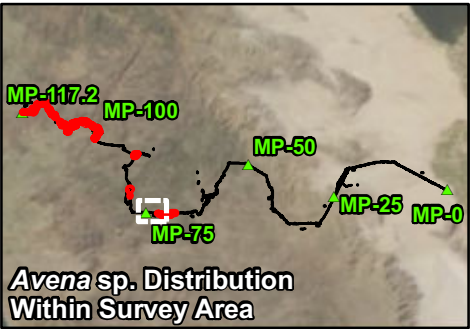 MP-117.2
MP-100
MP-50
MP-25
MP-0
MP-75
Avena sp. Distribution
Within Survey Area